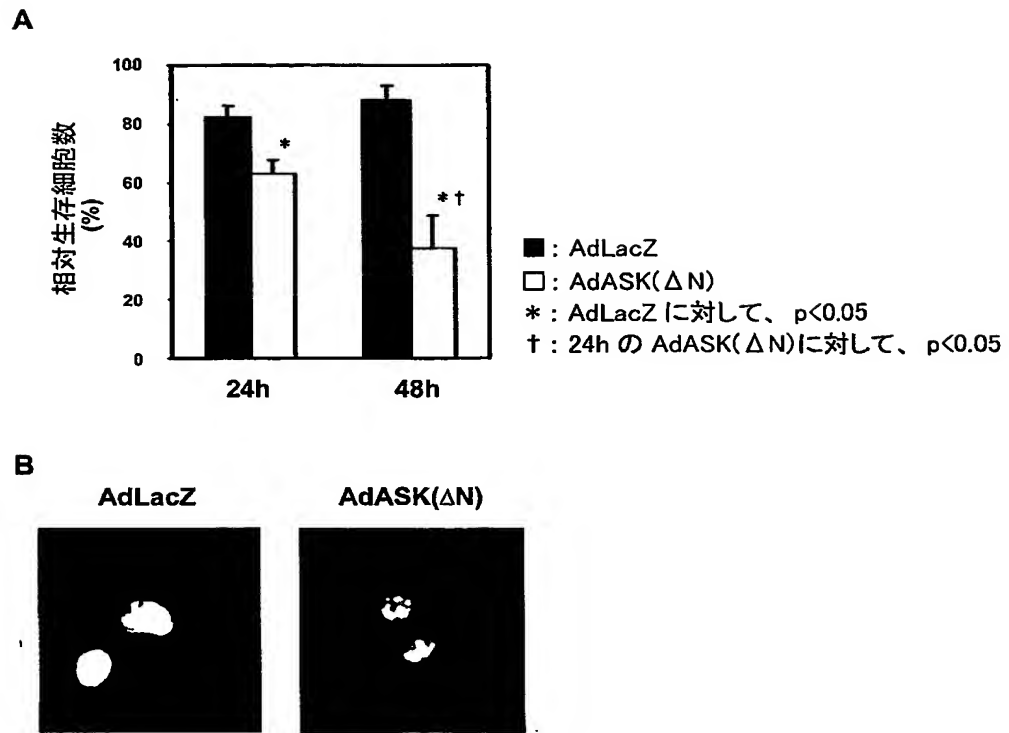 A
相対生存細胞数
(%)
100
80
60
40
80
0
*
*†
24h
48h
■: AdLacZ
□: AdASK(ΔN)
*: AdLacZ に対して、 p<0.05
†: 24h の AdASK(ΔN)に対して、 p<0.05
B
AdLacZ
AdASK(ΔN)